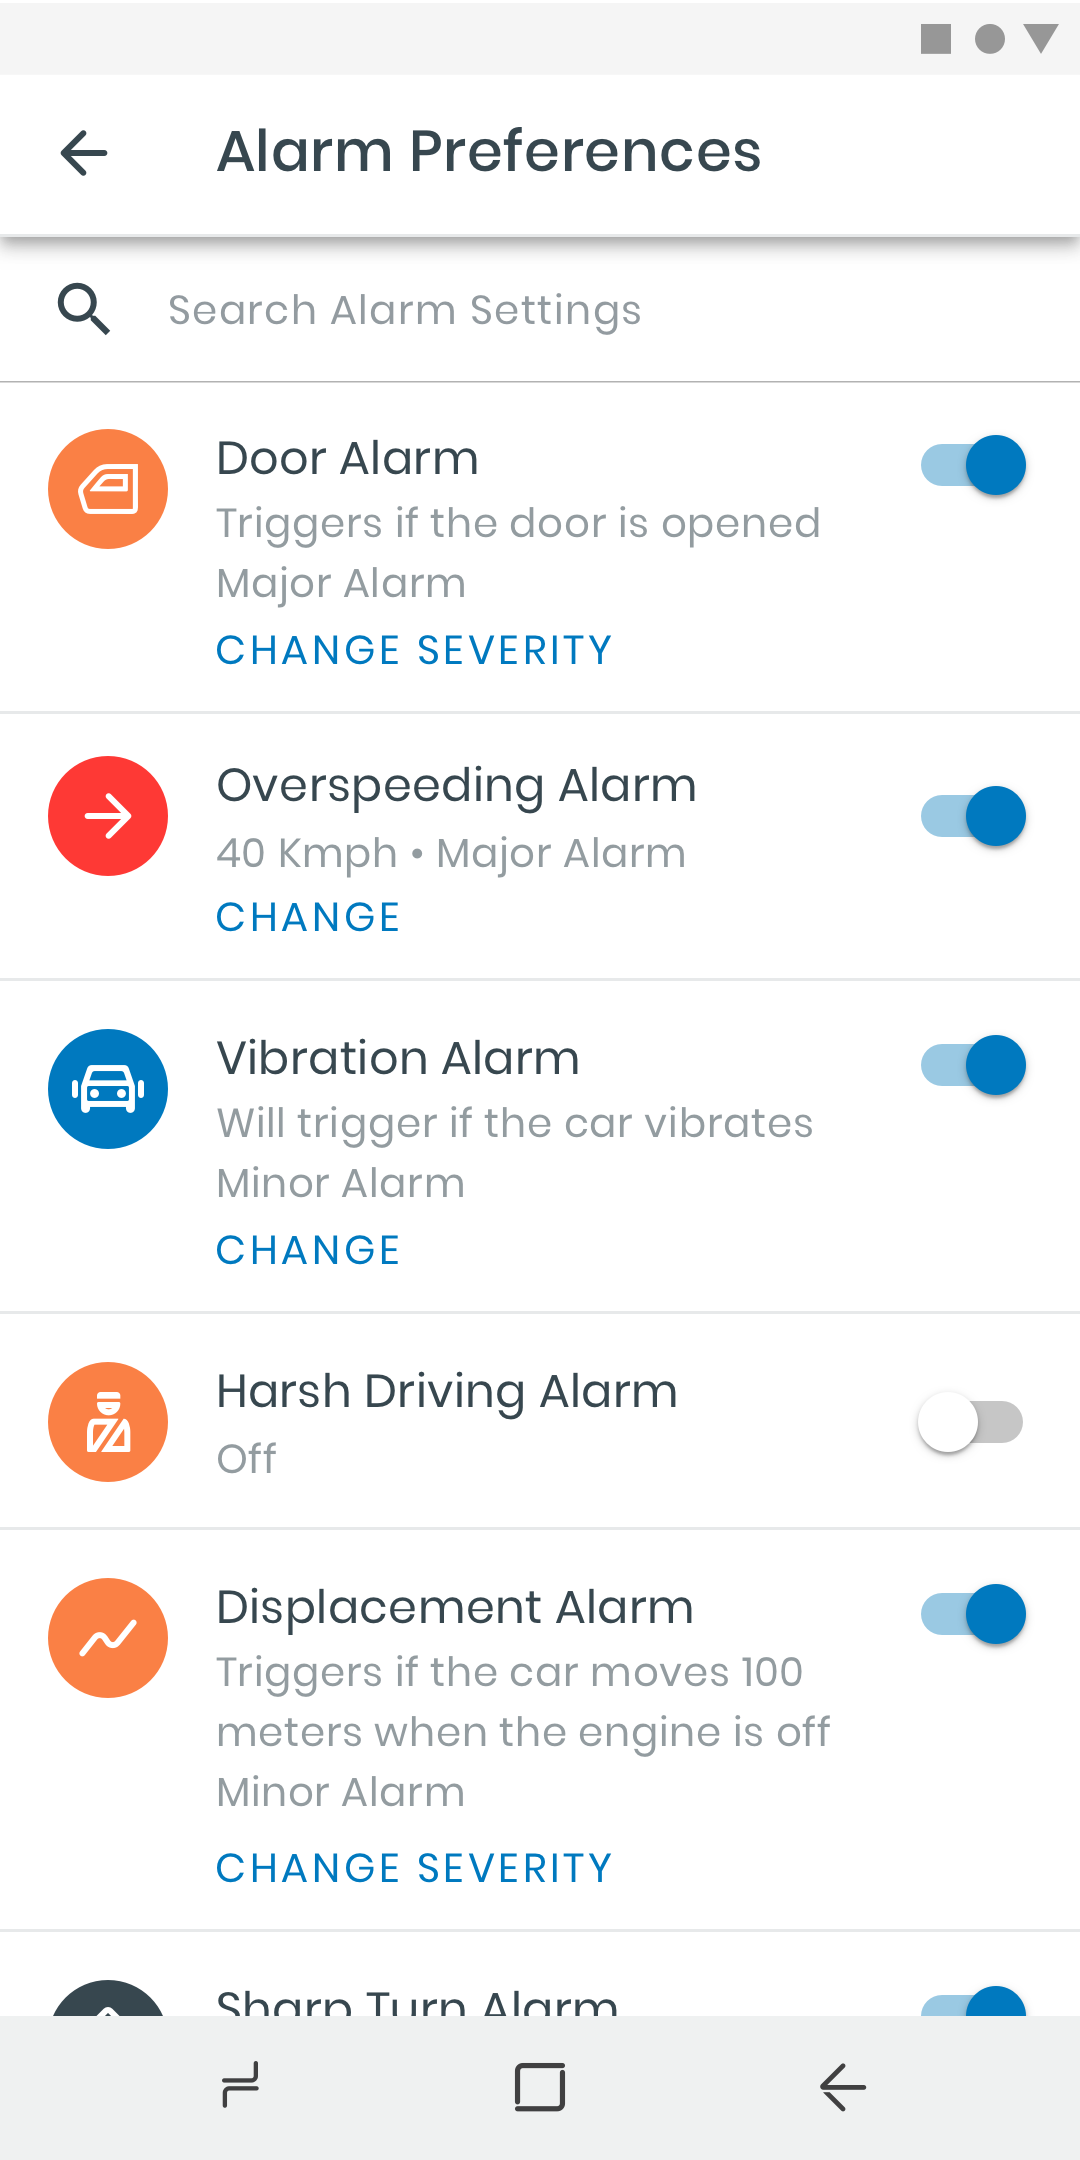 Alarm Preferences
Search Alarm Settings
Door Alarm
Triggers if the door is opened
Major Alarm
CHANGE SEVERITY
Overspeeding Alarm
40 Kmph • Major Alarm
CHANGE
Vibration Alarm
Will trigger if the car vibrates
Minor Alarm
CHANGE
Harsh Driving Alarm
Off
Displacement Alarm
Triggers if the car moves 100
meters when the engine is off
Minor Alarm
CHANGE SEVERITY
Sharp Turn Alarm